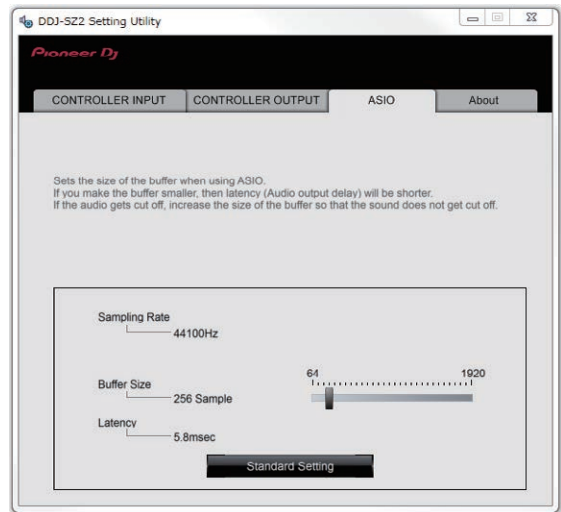 DDJ-SZ2 Setting Utility
Pioneer Dj
CONTROLLER INPUT
CONTROLLER OUTPUT
ASIO
About
Sets the size of the buffer when using ASIO.
If you make the buffer smaller, then latency (Audio output delay) will be shorter.
If the audio gets cut off, increase the size of the buffer so that the sound does not get cut off.
Sampling Rate
44100Hz
Buffer Size
256 Sample
64
1920
Latency
5.8msec
Standard Setting